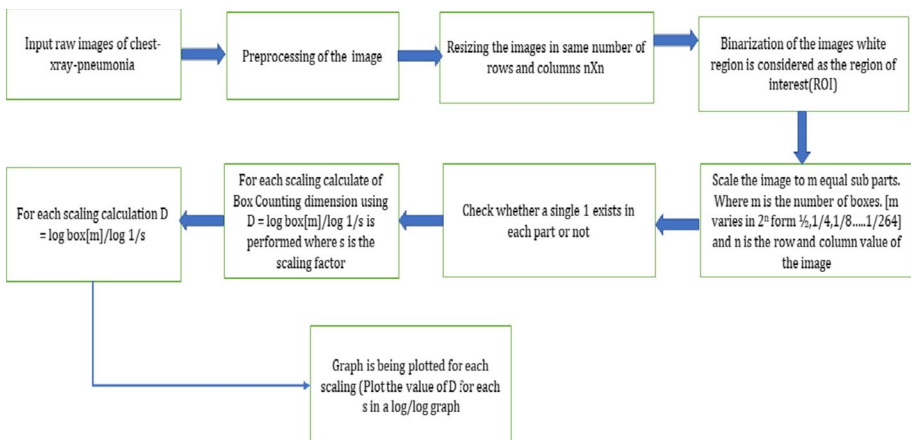 Input raw images of chest-
xray-pneumonia
Preprocessing of the image
Resizing the images in same number of
rows and columns nXn
Binarization of the images white
region is considered as the region of
interest(ROI)
Scale the image to m equal sub parts.
Where m is the number of boxes. [m
varies in 2ⁿ form ½,1/4,1/8.....1/264]
and n is the row and column value of
the image
Check whether a single 1 exists in
each part or not
For each scaling calculate of
Box Counting dimension using
D = log box[m]/log 1/s is
performed where s is the
scaling factor
For each scaling calculation D
= log box[m]/log 1/s
Graph is being plotted for each
scaling (Plot the value of D for each
s in a log/log graph